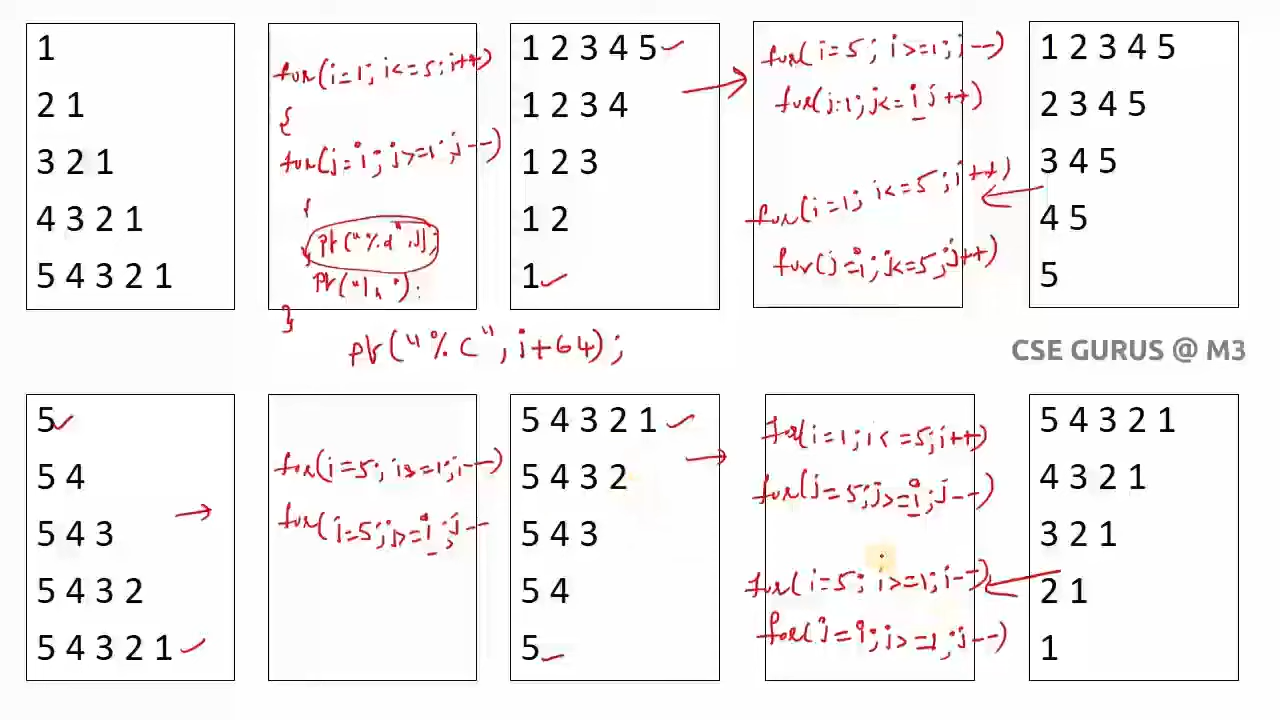 1
2 1
3 2 1
4 3 2 1
5 4 3 2 1
for(i=1; i<=5; i++)
{
for(j=i; j>=1; j--)
{
pr("%d", j);
}
pr("\n");
}
1 2 3 4 5
1 2 3 4
1 2 3
1 2
1
for(i=5; i>=1; i--)
for(j=1; j<=i j++)
for(i=1; i<=5; i++)
for(j=i; j<=5; j++)
1 2 3 4 5
2 3 4 5
3 4 5
4 5
5
pr("%c", i+64);
CSE GURUS @ M3
5
5 4
5 4 3
5 4 3 2
5 4 3 2 1
for(i=5; i>=1; i--)
for(j=5; j>=i; j--
5 4 3 2 1
5 4 3 2
5 4 3
5 4
5
for(i=1; i<=5; i++)
for(j=5; j>=i; j--)
for(i=5; i>=1; i--)
for(j=i; j>=1; j--)
5 4 3 2 1
4 3 2 1
3 2 1
2 1
1